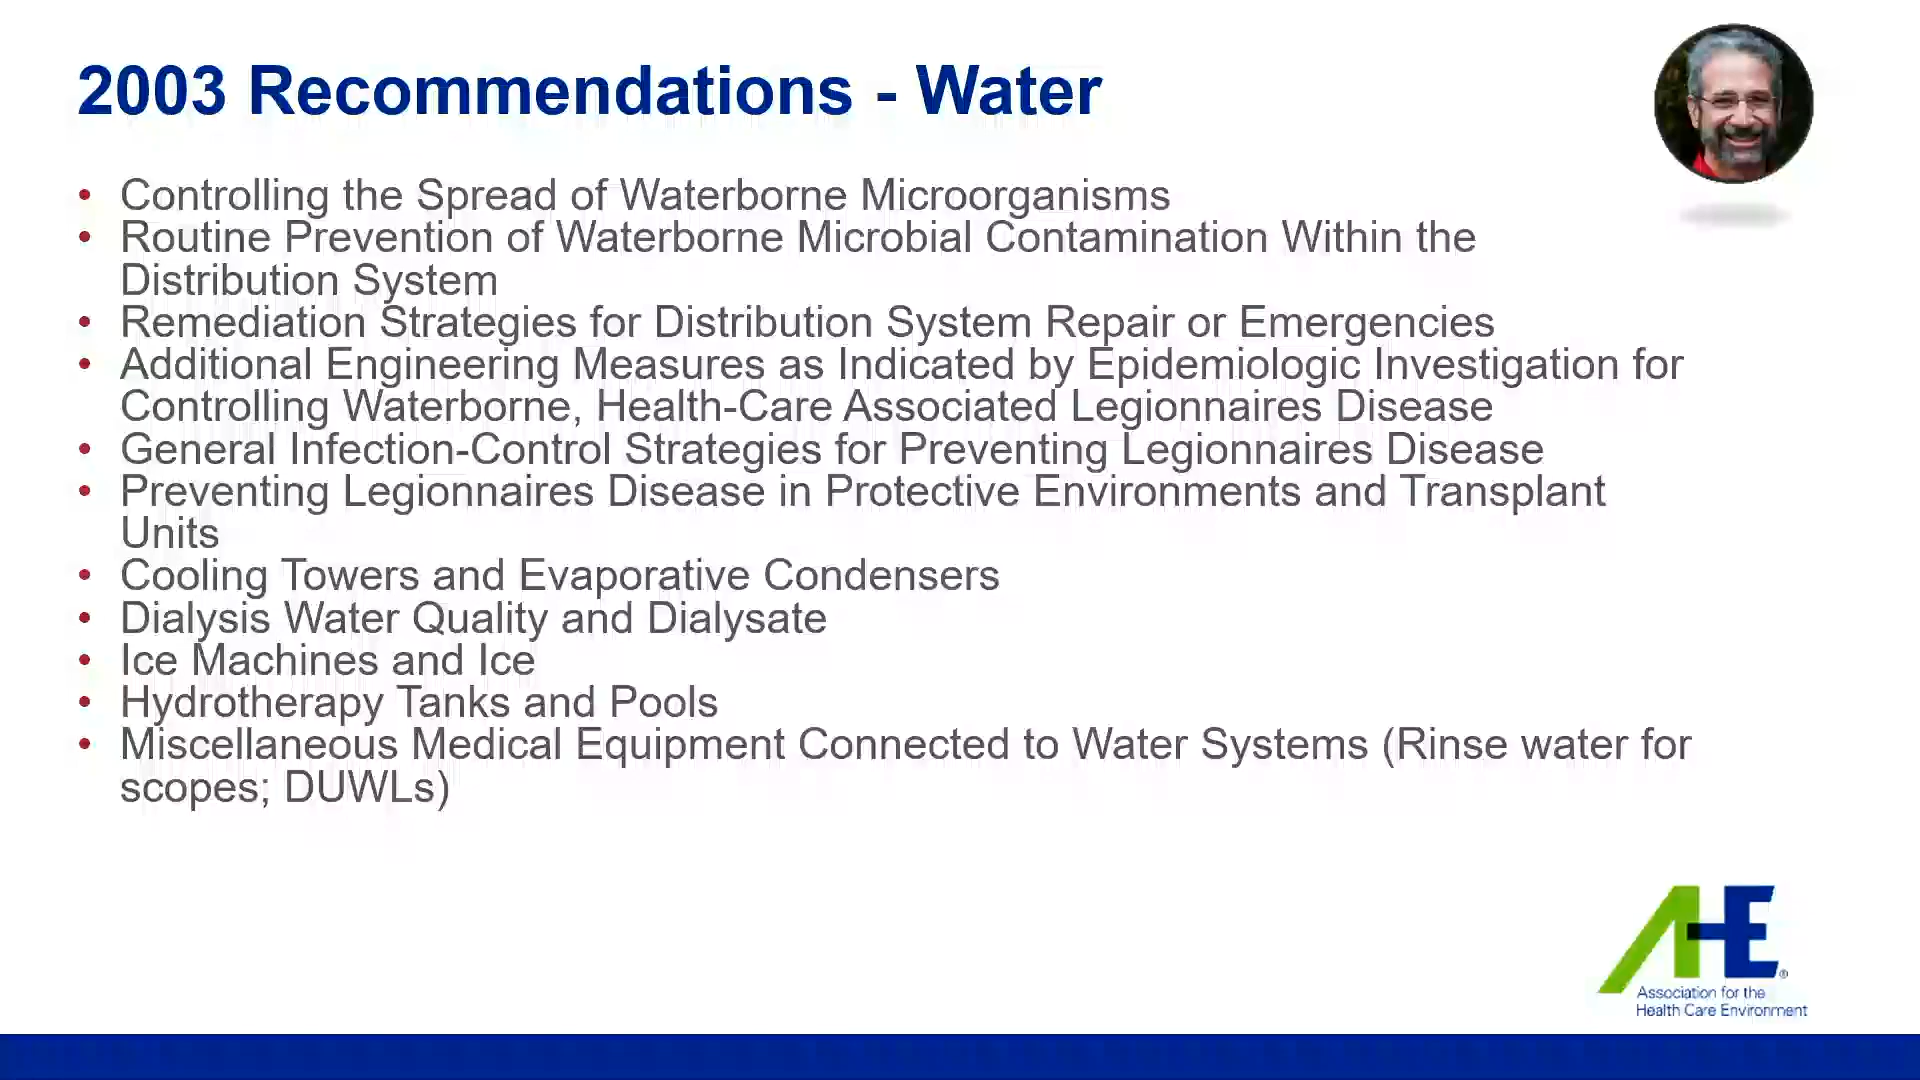 2003 Recommendations - Water
• Controlling the Spread of Waterborne Microorganisms
• Routine Prevention of Waterborne Microbial Contamination Within the
Distribution System
• Remediation Strategies for Distribution System Repair or Emergencies
• Additional Engineering Measures as Indicated by Epidemiologic Investigation for
Controlling Waterborne, Health-Care Associated Legionnaires Disease
• General Infection-Control Strategies for Preventing Legionnaires Disease
• Preventing Legionnaires Disease in Protective Environments and Transplant
Units
• Cooling Towers and Evaporative Condensers
• Dialysis Water Quality and Dialysate
• Ice Machines and Ice
• Hydrotherapy Tanks and Pools
• Miscellaneous Medical Equipment Connected to Water Systems (Rinse water for
scopes; DUWLs)
AHE®
Association for the
Health Care Environment